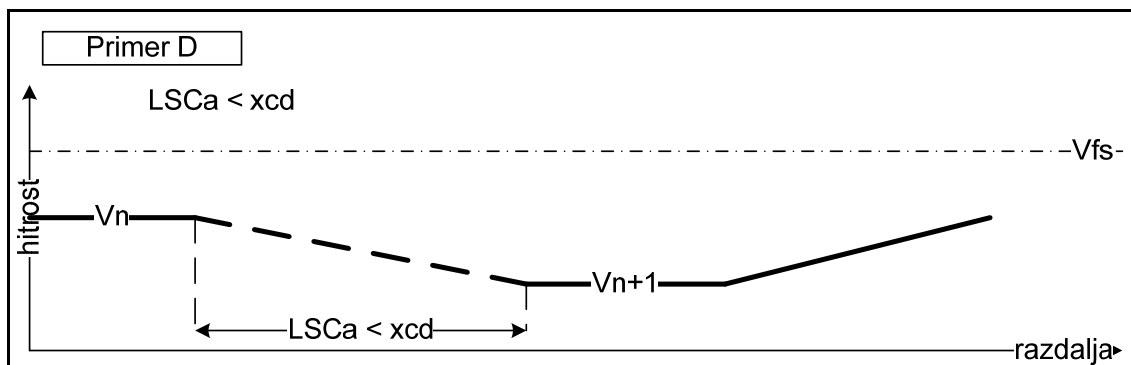 Primer D
LSCa < xcd
Vfs
hitrost
Vn
Vn+1
LSCa < xcd
razdalja